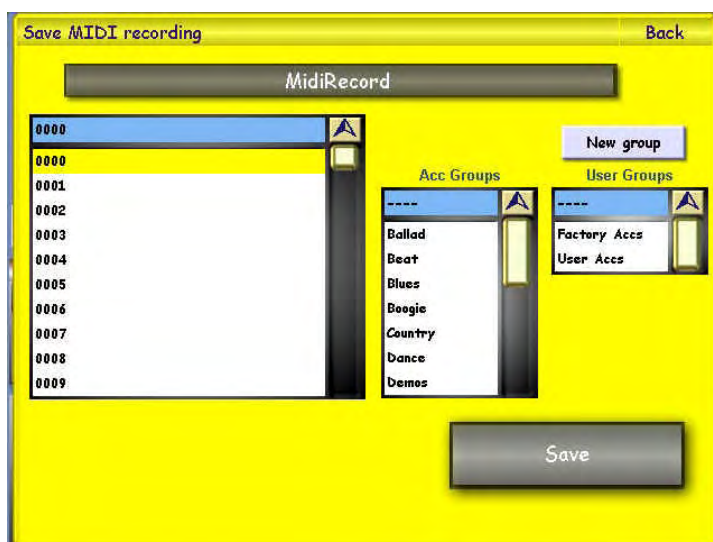 Save MIDI recording
Back
MidiRecord
0000
0000
0001
0002
0003
0004
0005
0006
0007
0008
0009
New group
Acc Groups
----
Ballad
Beat
Blues
Boogie
Country
Dance
Demos
User Groups
----
Factory Accs
User Accs
Save